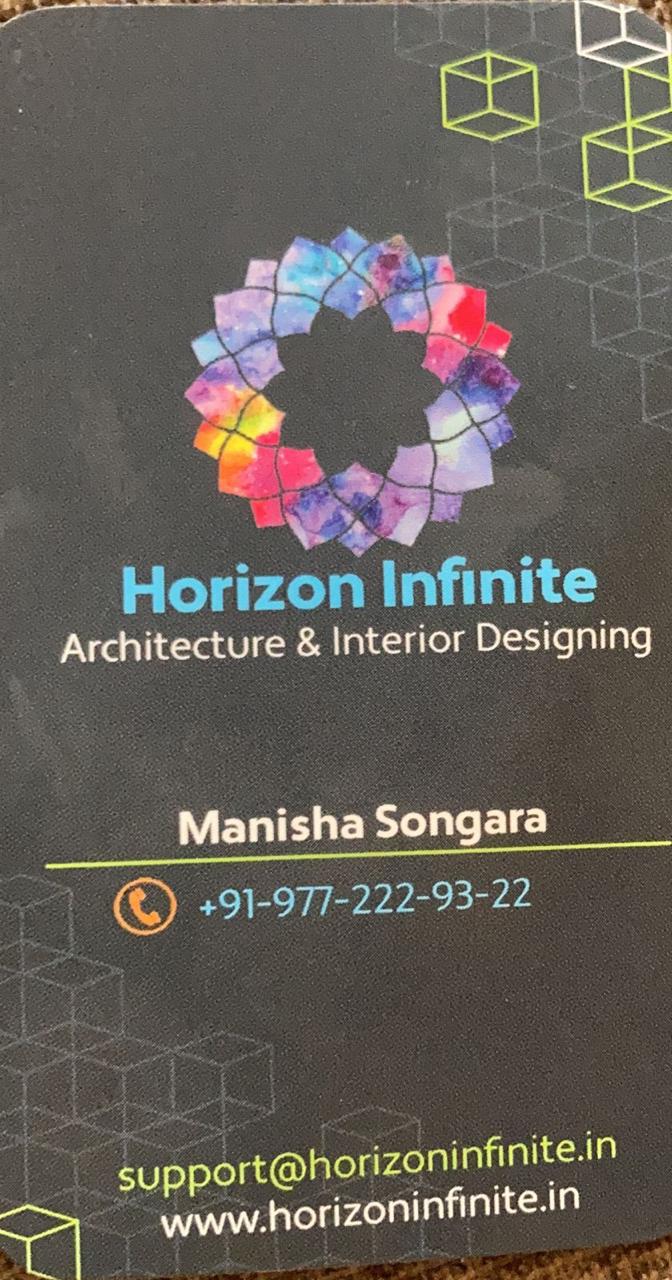 Horizon Infinite
Architecture & Interior Designing
Manisha Songara
+91-977-222-93-22
support@horizoninfinite.in
www.horizoninfinite.in